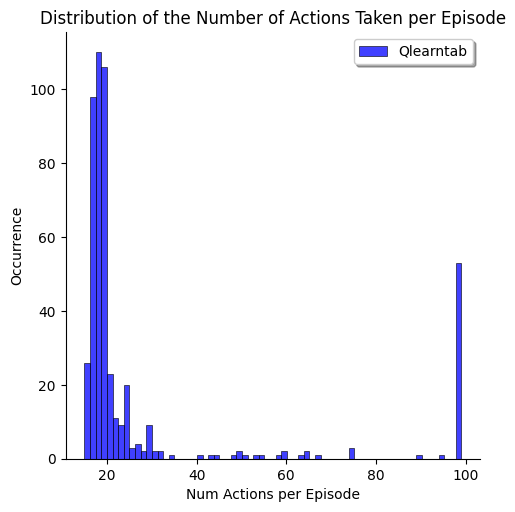 Distribution of the Number of Actions Taken per Episode
Qlearntab
100
80
60
40
20
0
Occurrence
20 40 60 80 100
Num Actions per Episode